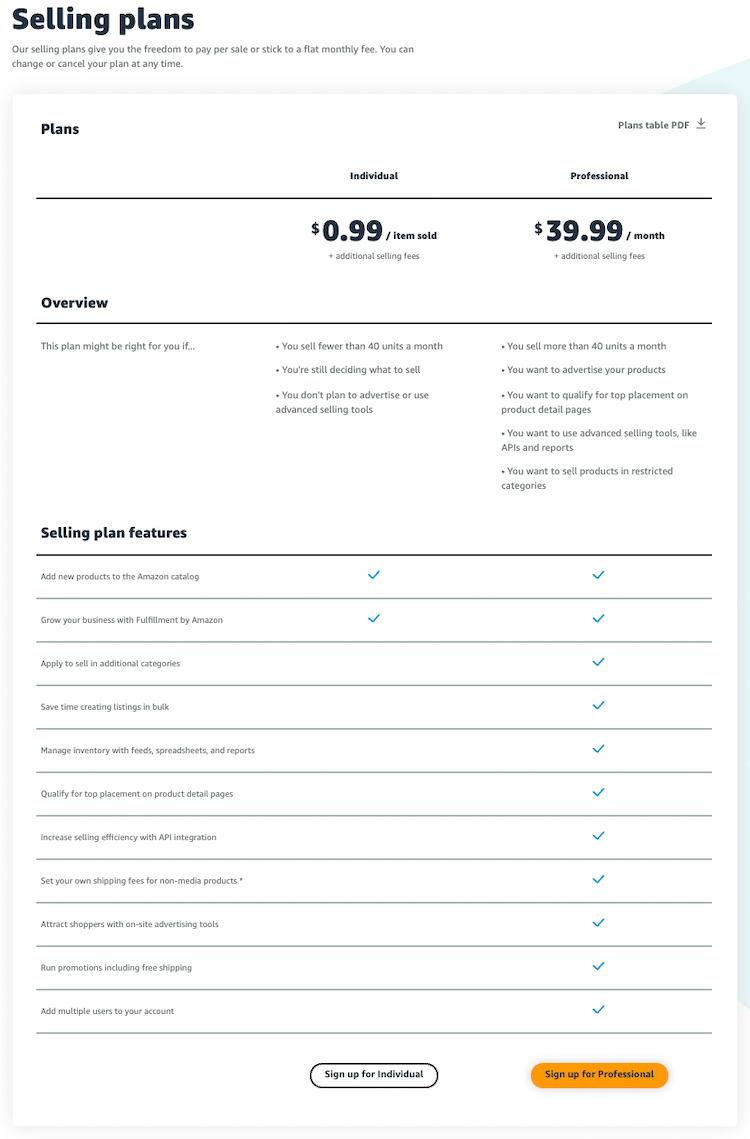 Selling plans
Our selling plans give you the freedom to pay per sale or stick to a flat monthly fee. You can
change or cancel your plan at any time.
Plans
Plans table PDF
Individual
Professional
$0.99 / item sold
+ additional selling fees
$39.99 / month
+ additional selling fees
Overview
This plan might be right for you if...
• You sell fewer than 40 units a month
• You're still deciding what to sell
• You don't plan to advertise or use
advanced selling tools
• You sell more than 40 units a month
• You want to advertise your products
• You want to qualify for top placement on
product detail pages
• You want to use advanced selling tools, like
APIs and reports
• You want to sell products in restricted
categories
Selling plan features
Add new products to the Amazon catalog
Grow your business with Fulfillment by Amazon
Apply to sell in additional categories
Save time creating listings in bulk
Manage inventory with feeds, spreadsheets, and reports
Qualify for top placement on product detail pages
Increase selling efficiency with API integration
Set your own shipping fees for non-media products *
Attract shoppers with on-site advertising tools
Run promotions including free shipping
Add multiple users to your account
Sign up for Individual
Sign up for Professional